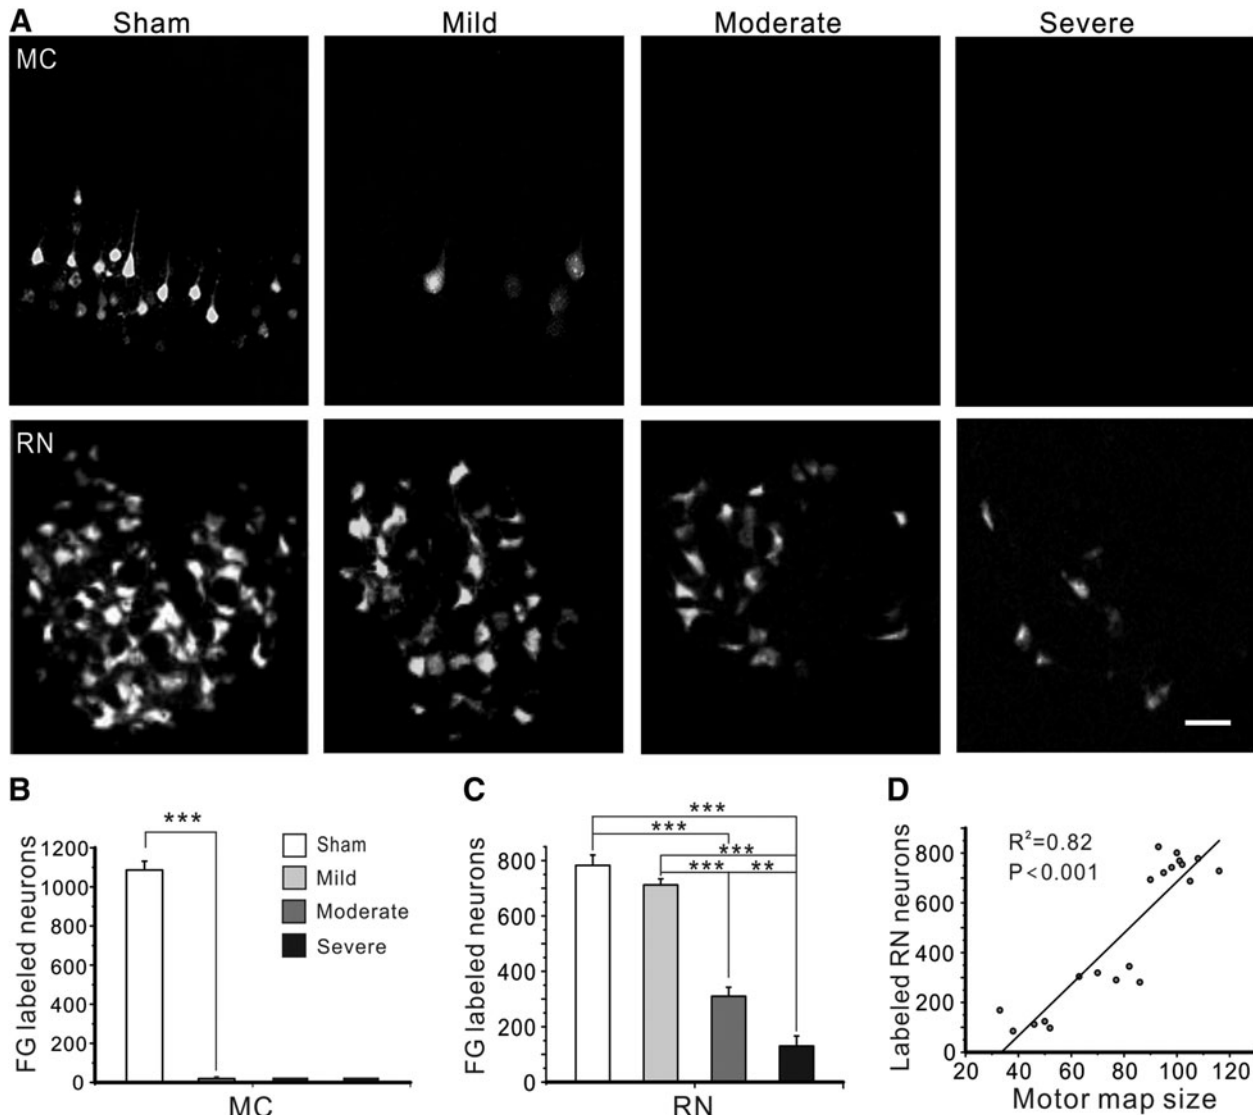 A
Sham
Mild
Moderate
Severe
MC
RN
B
***
FG labeled neurons
1200
1000
800
600
400
200
0
MC
Sham
Mild
Moderate
Severe
C
***
***
***
*** **
FG labeled neurons
800
600
400
200
0
RN
D
R²=0.82
P<0.001
Labeled RN neurons
800
600
400
200
0
20 40 60 80 100 120
Motor map size